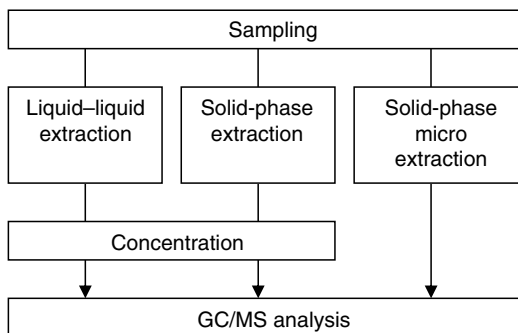 Sampling
Liquid–liquid
extraction
Solid-phase
extraction
Solid-phase
micro
extraction
Concentration
GC/MS analysis